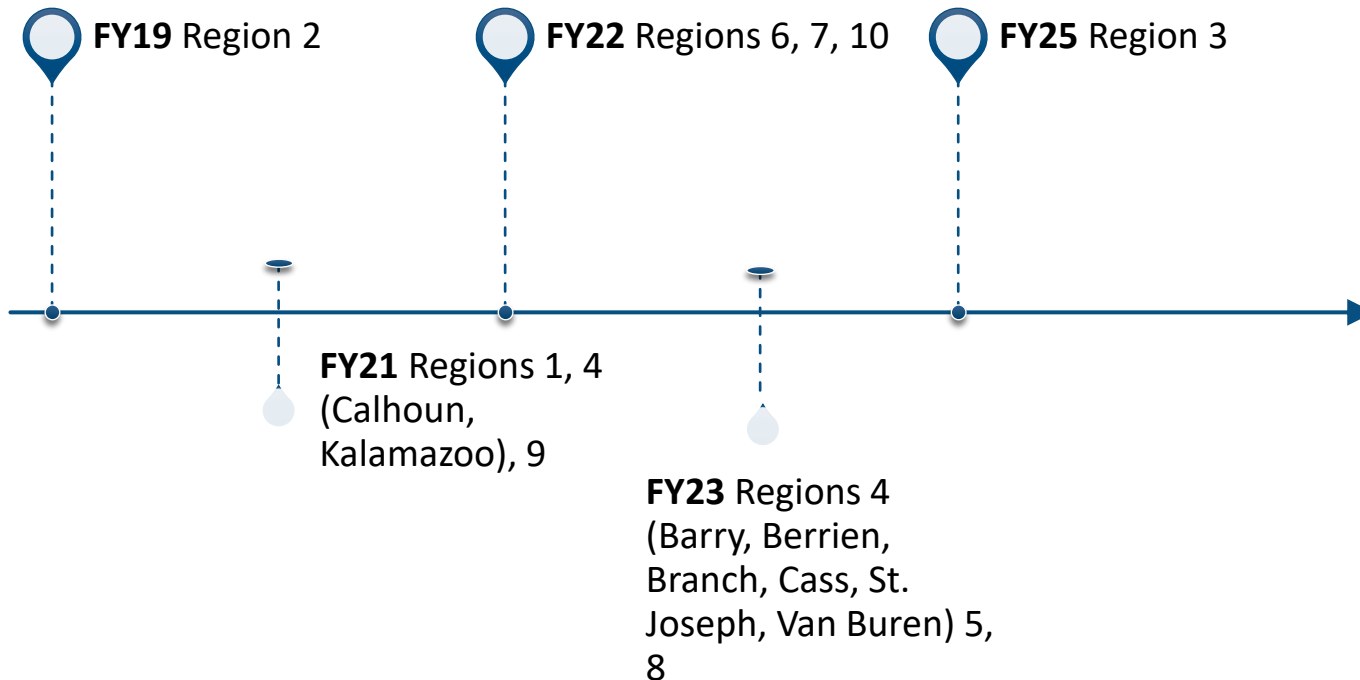 FY19 Region 2
FY22 Regions 6, 7, 10
FY25 Region 3
FY21 Regions 1, 4
(Calhoun,
Kalamazoo), 9
FY23 Regions 4
(Barry, Berrien,
Branch, Cass, St.
Joseph, Van Buren) 5,
8